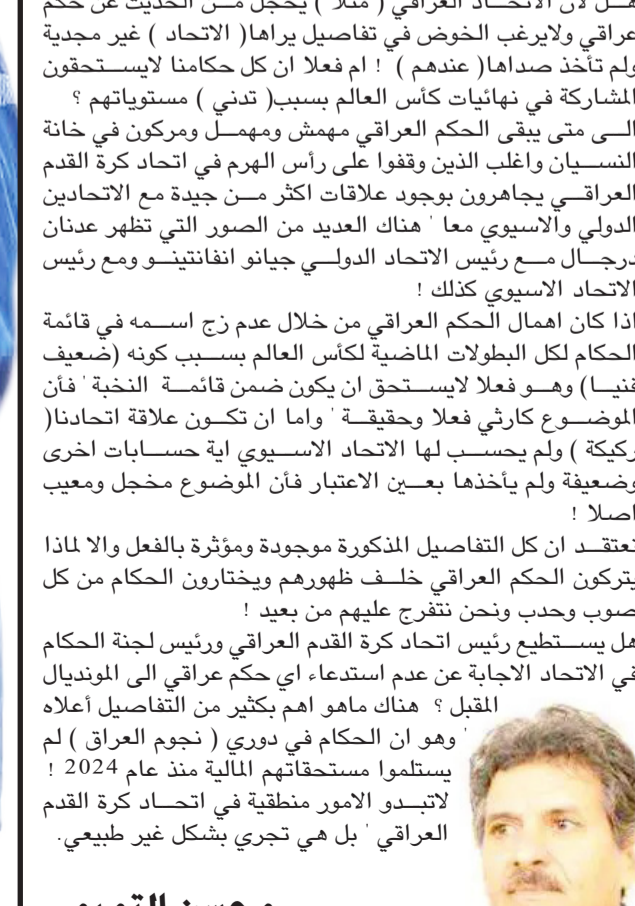 هل لان الاتحاد العراقي ( مثلا ) يخجل من الحديث عن حكم
عراقي ولايرغب الخوض في تفاصيل يراها( الاتحاد ) غير مجدية
ولم تأخذ صداها( عندهم ) ! ام فعلا ان كل حكامنا لايستحقون
المشاركة في نهائيات كأس العالم بسبب( تدني ) مستوياتهم ؟
الى متى يبقى الحكم العراقي مهمش ومهمل ومركون في خانة
النسيان واغلب الذين وقفوا على رأس الهرم في اتحاد كرة القدم
العراقي يجاهرون بوجود علاقات اكثر من جيدة مع الاتحادين
الدولي والاسيوي معا ' هناك العديد من الصور التي تظهر عدنان
درجال مع رئيس الاتحاد الدولي جيانو انفانتينو ومع رئيس
الاتحاد الاسيوي كذلك !
اذا كان اهمال الحكم العراقي من خلال عدم زج اسمه في قائمة
الحكام لكل البطولات الماضية لكأس العالم بسبب كونه (ضعيف
فنيا) وهو فعلا لايستحق ان يكون ضمن قائمة النخبة ' فأن
الموضوع كارثي فعلا وحقيقة ' واما ان تكون علاقة اتحادنا(
ركيكة ) ولم يحسب لها الاتحاد الاسيوي اية حسابات اخرى
وضعيفة ولم يأخذها بعين الاعتبار فأن الموضوع مخجل ومعيب
اصلا !
نعتقد ان كل التفاصيل المذكورة موجودة ومؤثرة بالفعل والا لماذا
يتركون الحكم العراقي خلف ظهورهم ويختارون الحكام من كل
صوب وحدب ونحن نتفرج عليهم من بعيد !
هل يستطيع رئيس اتحاد كرة القدم العراقي ورئيس لجنة الحكام
في الاتحاد الاجابة عن عدم استدعاء اي حكم عراقي الى المونديال
المقبل ؟ هناك ماهو اهم بكثير من التفاصيل أعلاه
' وهو ان الحكام في دوري ( نجوم العراق ) لم
يستلموا مستحقاتهم المالية منذ عام 2024 !
لاتبدو الامور منطقية في اتحاد كرة القدم
العراقي ' بل هي تجري بشكل غير طبيعي.